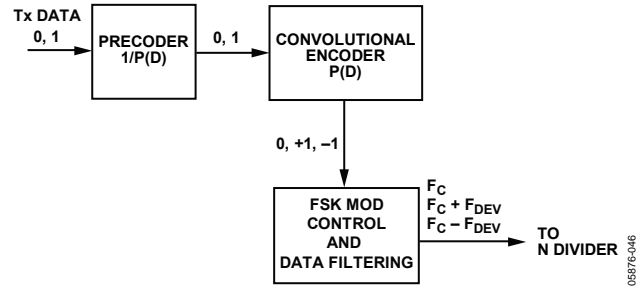 Tx DATA
0, 1
PRECODER
1/P(D)
0, 1
CONVOLUTIONAL
ENCODER
P(D)
0, +1, –1
FSK MOD
CONTROL
AND
DATA FILTERING
FC
FC + FDEV
FC – FDEV
TO
N DIVIDER
05876-046